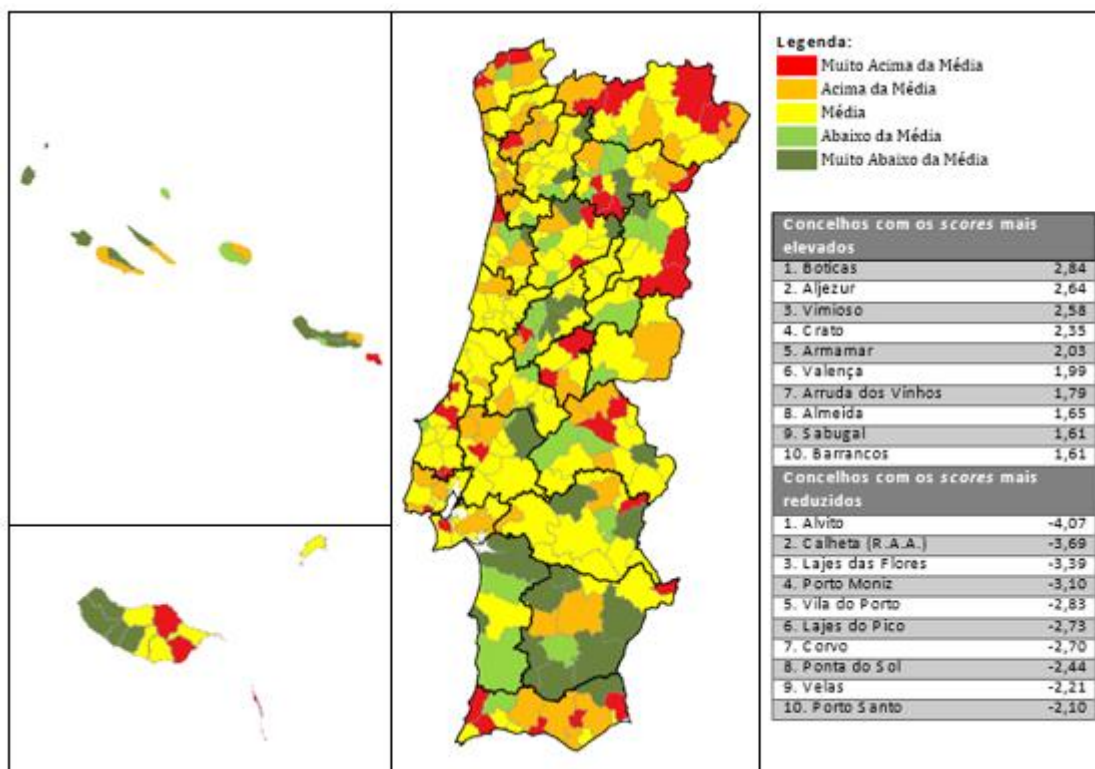 Legenda:
Muito Acima da Média
Acima da Média
Média
Abaixo da Média
Muito Abaixo da Média
Concelhos com os scores mais
elevados
1. Boticas 2,84
2. Aljezur 2,64
3. Vimioso 2,58
4. Crato 2,35
5. Armamar 2,03
6. Valença 1,99
7. Arruda dos Vinhos 1,79
8. Almeida 1,65
9. Sabugal 1,61
10. Barrancos 1,61
Concelhos com os scores mais
reduzidos
1. Alvito -4,07
2. Calheta (R.A.A.) -3,69
3. Lajes das Flores -3,39
4. Porto Moniz -3,10
5. Vila do Porto -2,83
6. Lajes do Pico -2,73
7. Corvo -2,70
8. Ponta do Sol -2,44
9. Velas -2,21
10. Porto Santo -2,10